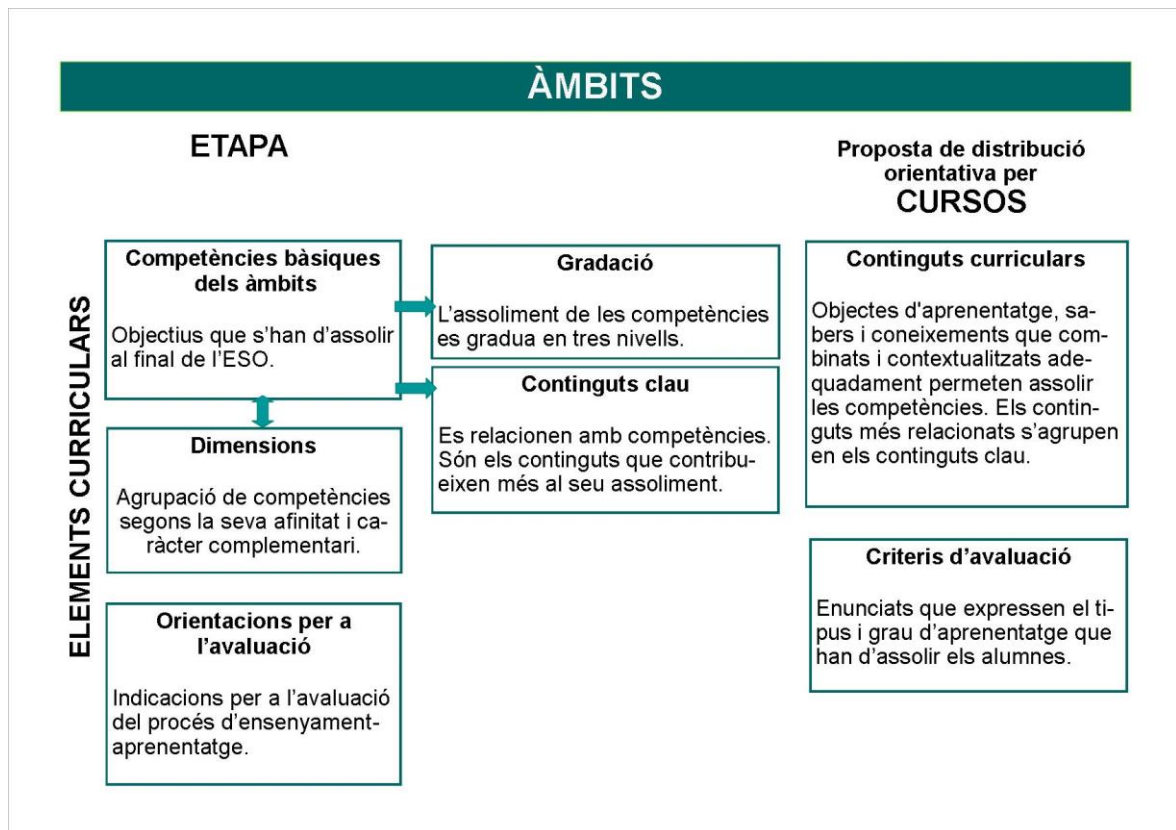 ÀMBITS
ETAPA
Proposta de distribució
orientativa per
CURSOS
ELEMENTS CURRICULARS
Competències bàsiques
dels àmbits
Objectius que s’han d’assolir
al final de l’ESO.
Gradació
L’assoliment de les competències
es gradua en tres nivells.
Continguts clau
Es relacionen amb competències.
Són els continguts que contribu-
eixen més al seu assoliment.
Dimensions
Agrupació de competències
segons la seva afinitat i ca-
ràcter complementari.
Orientacions per a
l’avaluació
Indicacions per a l’avaluació
del procés d’ensenyament-
aprenentatge.
Continguts curriculars
Objectes d'aprenentatge, sa-
bers i coneixements que com-
binats i contextualitzats ade-
quadament permeten assolir
les competències. Els contin-
guts més relacionats s’agrupen
en els continguts clau.
Criteris d’avaluació
Enunciats que expressen el ti-
pus i grau d’aprenentatge que
han d’assolir els alumnes.